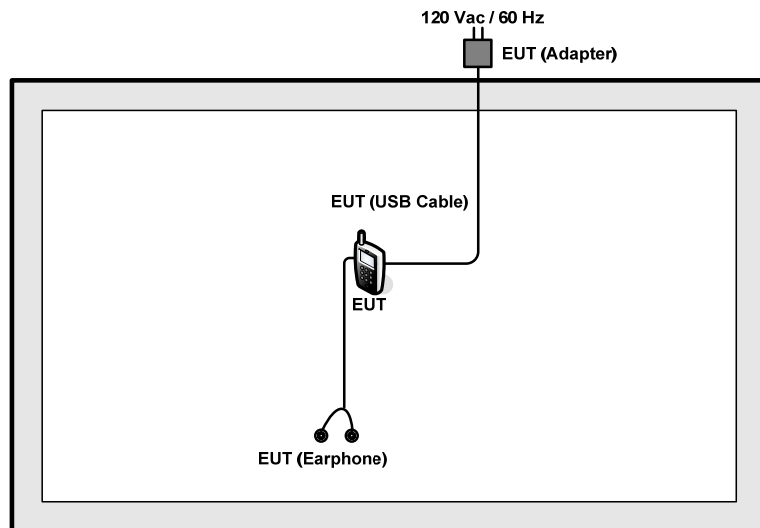 120 Vac / 60 Hz
EUT (Adapter)
EUT (USB Cable)
EUT
EUT (Earphone)